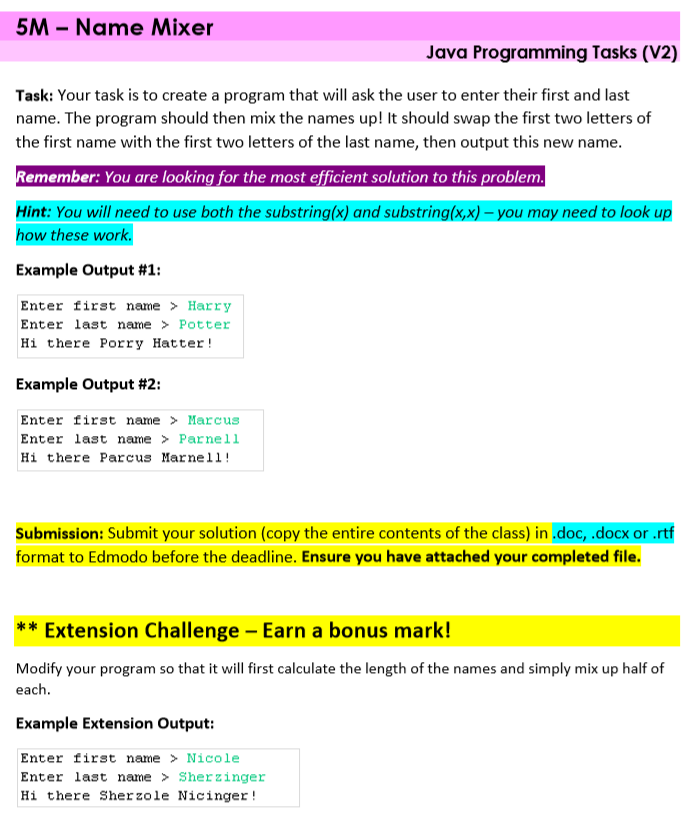 5M – Name Mixer
Java Programming Tasks (V2)
Task: Your task is to create a program that will ask the user to enter their first and last
name. The program should then mix the names up! It should swap the first two letters of
the first name with the first two letters of the last name, then output this new name.
Remember: You are looking for the most efficient solution to this problem.
Hint: You will need to use both the substring(x) and substring(x,x) – you may need to look up
how these work.
Example Output #1:
Enter first name > Harry
Enter last name > Potter
Hi there Porry Hatter!
Example Output #2:
Enter first name > Marcus
Enter last name > Parnell
Hi there Parcus Marnell!
Submission: Submit your solution (copy the entire contents of the class) in .doc, .docx or .rtf
format to Edmodo before the deadline. Ensure you have attached your completed file.
** Extension Challenge – Earn a bonus mark!
Modify your program so that it will first calculate the length of the names and simply mix up half of
each.
Example Extension Output:
Enter first name > Nicole
Enter last name > Sherzinger
Hi there Sherzole Nicinger!